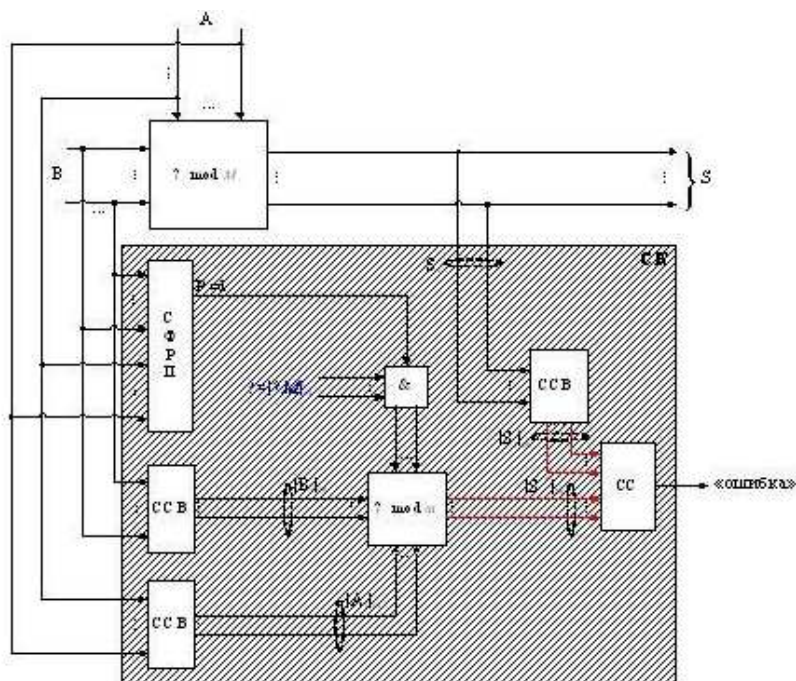 A
...
B
...
? mod M
S
S
СК
P=1
С
Ф
Р
П
&
ССВ
|S|
ССВ
|B|
? mod m
|S|
СС
«ошибка»
ССВ
|A|